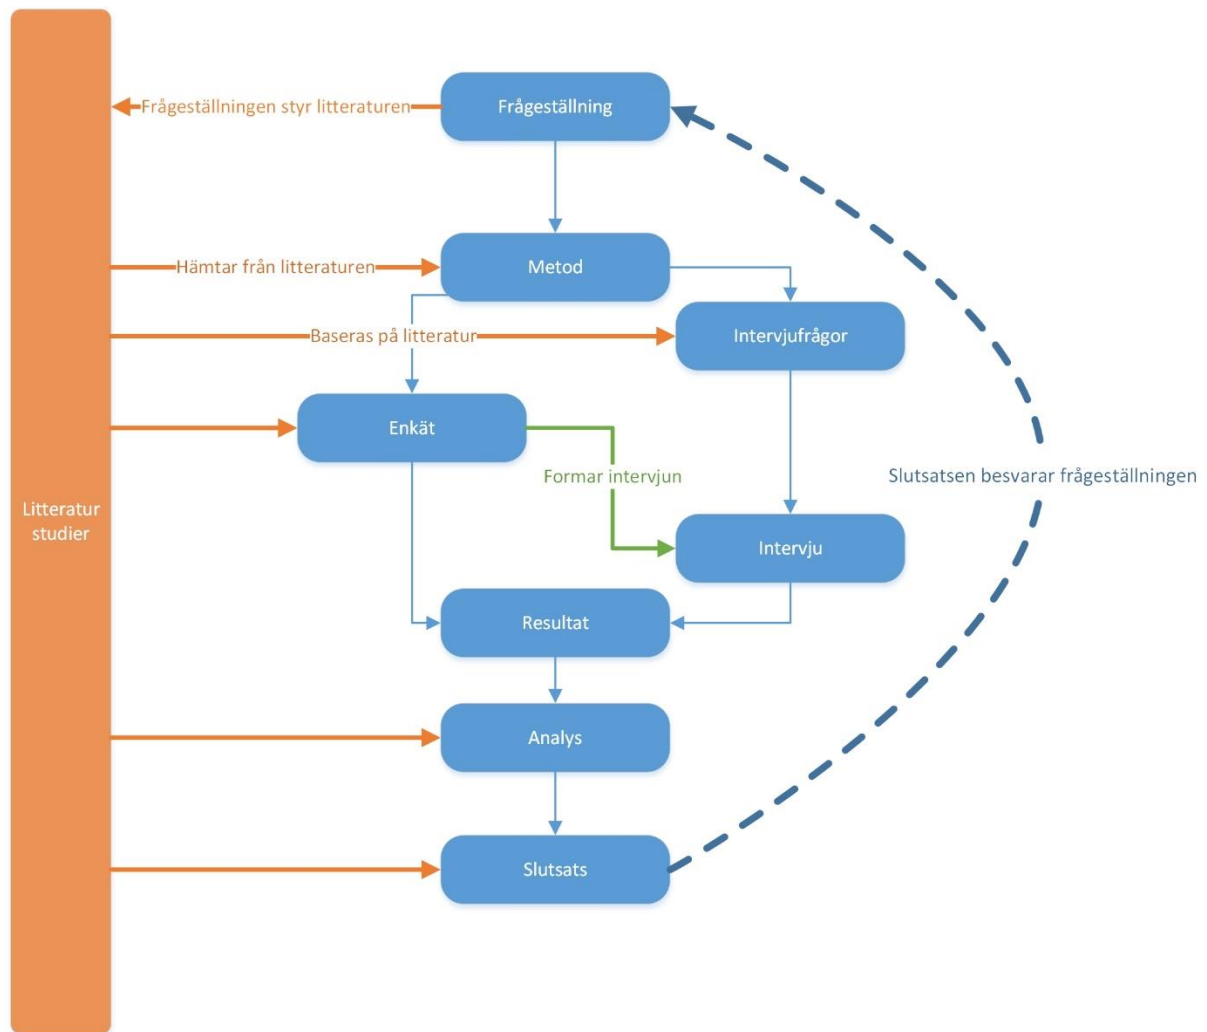 Frågeställningen styr litteraturen
Frågeställning
Hämtar från litteraturen
Metod
Baseras på litteratur
Intervjufrågor
Enkät
Formar intervjun
Slutsatsen besvarar frågeställningen
Litteratur
studier
Intervju
Resultat
Analys
Slutsats